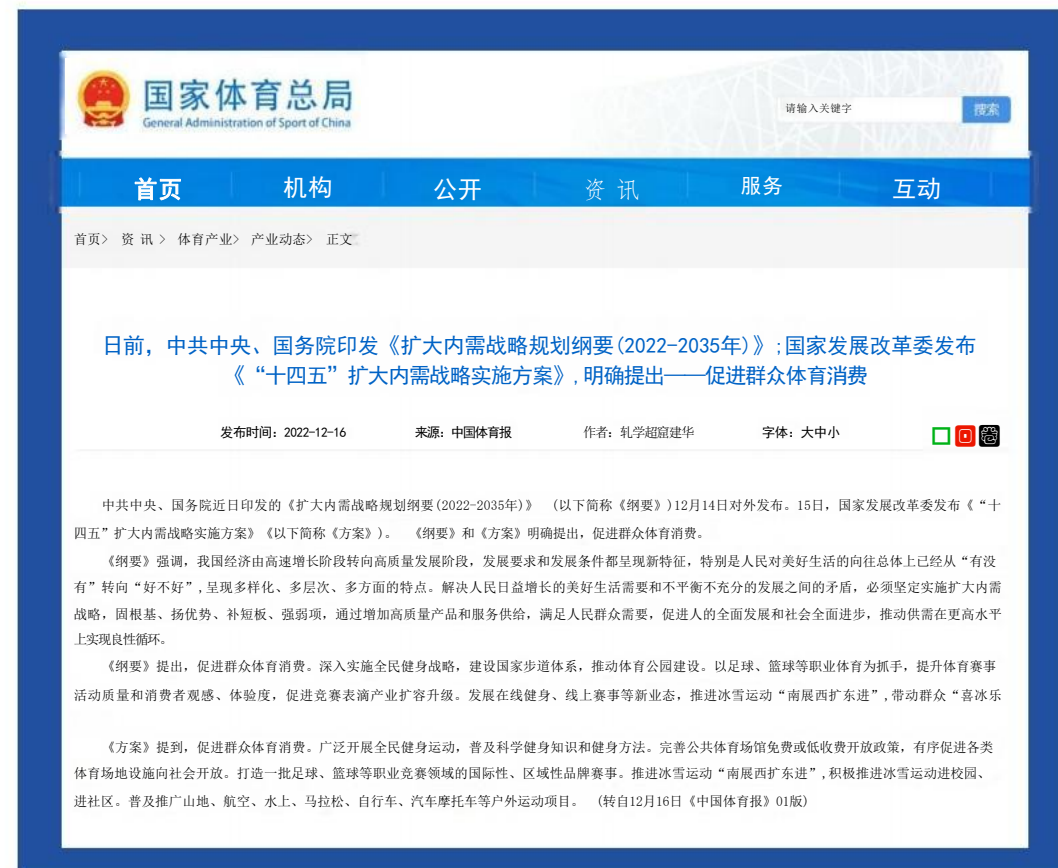 国家体育总局
General Administration of Sport of China
请输入关键字 搜索
首页 机构 公开 资 讯 服务 互动
首页> 资 讯 > 体育产业> 产业动态> 正文
日前，中共中央、国务院印发《扩大内需战略规划纲要(2022-2035年)》;国家发展改革委发布
《“十四五”扩大内需战略实施方案》,明确提出——促进群众体育消费
发布时间：2022-12-16 来源：中国体育报 作者：轧学超窟建华 字体：大中小
中共中央、国务院近日印发的《扩大内需战略规划纲要(2022-2035年)》 (以下简称《纲要》)12月14日对外发布。15日，国家发展改革委发布《“十
四五”扩大内需战略实施方案》《以下简称《方案》)。 《纲要》和《方案》明确提出，促进群众体育消费。
《纲要》强调，我国经济由高速增长阶段转向高质量发展阶段，发展要求和发展条件都呈现新特征，特别是人民对美好生活的向往总体上已经从“有没
有”转向“好不好”,呈现多样化、多层次、多方面的特点。解决人民日益增长的美好生活需要和不平衡不充分的发展之间的矛盾，必须坚定实施扩大内需
战略，固根基、扬优势、补短板、强弱项，通过增加高质量产品和服务供给，满足人民群众需要，促进人的全面发展和社会全面进步，推动供需在更高水平
上实现良性循环。
《纲要》提出，促进群众体育消费。深入实施全民健身战略，建设国家步道体系，推动体育公园建设。以足球、篮球等职业体育为抓手，提升体育赛事
活动质量和消费者观感、体验度，促进竞赛表滴产业扩容升级。发展在线健身、线上赛事等新业态，推进冰雪运动“南展西扩东进”,带动群众“喜冰乐
《方案》提到，促进群众体育消费。广泛开展全民健身运动，普及科学健身知识和健身方法。完善公共体育场馆免费或低收费开放政策，有序促进各类
体育场地设施向社会开放。打造一批足球、篮球等职业竞赛领域的国际性、区域性品牌赛事。推进冰雪运动“南展西扩东进”,积极推进冰雪运动进校园、
进社区。普及推广山地、航空、水上、马拉松、自行车、汽车摩托车等户外运动项目。 (转自12月16日《中国体育报》01版)